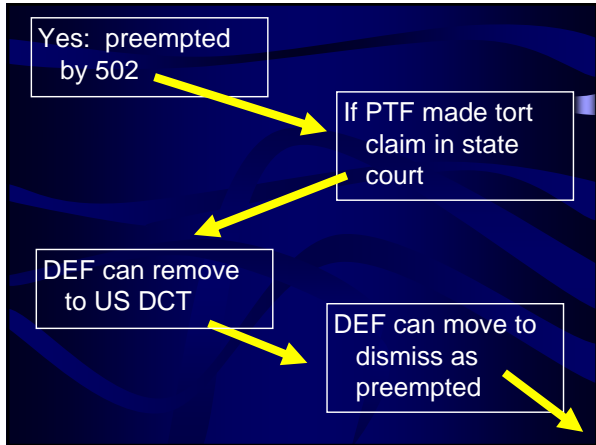 Yes: preempted
by 502
If PTF made tort
claim in state
court
DEF can remove
to US DCT
DEF can move to
dismiss as
preempted